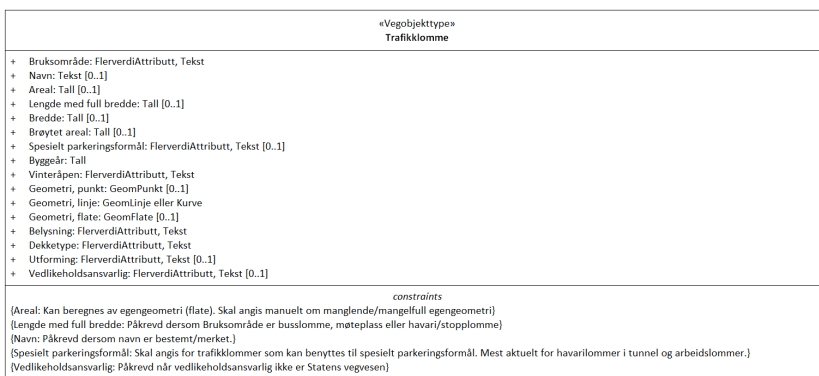 «Vegobjekttype»
Trafikklomme
+ Bruksområde: FlerverdiAttributt, Tekst
+ Navn: Tekst [0..1]
+ Areal: Tall [0..1]
+ Lengde med full bredde: Tall [0..1]
+ Bredde: Tall [0..1]
+ Brøytet areal: Tall [0..1]
+ Spesielt parkeringsformål: FlerverdiAttributt, Tekst [0..1]
+ Byggeår: Tall
+ Vinteråpen: FlerverdiAttributt, Tekst
+ Geometri, punkt: GeomPunkt [0..1]
+ Geometri, linje: GeomLinje eller Kurve
+ Geometri, flate: GeomFlate [0..1]
+ Belysning: FlerverdiAttributt, Tekst
+ Dekketype: FlerverdiAttributt, Tekst
+ Utforming: FlerverdiAttributt, Tekst [0..1]
+ Vedlikeholdsansvarlig: FlerverdiAttributt, Tekst [0..1]
constraints
{Areal: Kan beregnes av egengeometri (flate). Skal angis manuelt om manglende/mangelfull egengeometri}
{Lengde med full bredde: Påkrevd dersom Bruksområde er busslomme, møteplass eller havari/stopplomme}
{Navn: Påkrevd dersom navn er bestemt/merket.}
{Spesielt parkeringsformål: Skal angis for trafikklommer som kan benyttes til spesielt parkeringsformål. Mest aktuelt for havarilommer i tunnel og arbeidslommer.}
{Vedlikeholdsansvarlig: Påkrevd når vedlikeholdsansvarlig ikke er Statens vegvesen}